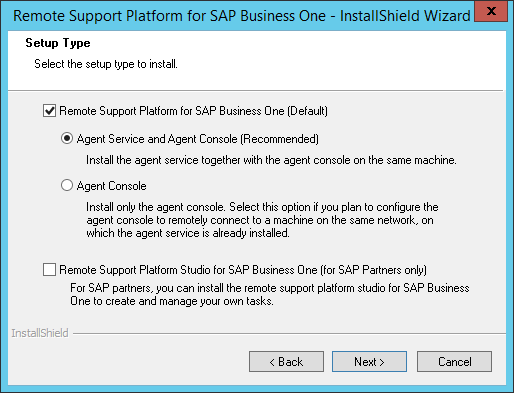 Remote Support Platform for SAP Business One - InstallShield Wizard
x
Setup Type
Select the setup type to install.
Remote Support Platform for SAP Business One (Default)
Agent Service and Agent Console (Recommended)
Install the agent service together with the agent console on the same machine.
Agent Console
Install only the agent console. Select this option if you plan to configure the
agent console to remotely connect to a machine on the same network, on
which the agent service is already installed.
Remote Support Platform Studio for SAP Business One (for SAP Partners only)
For SAP partners, you can install the remote support platform studio for SAP Business
One to create and manage your own tasks.
InstallShield
< Back
Next >
Cancel